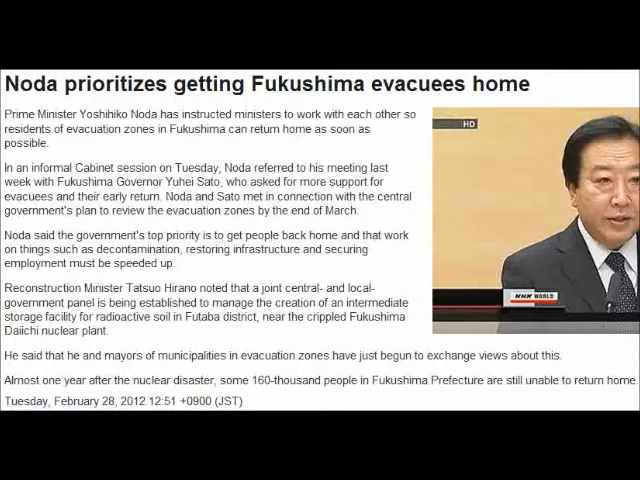 Noda prioritizes getting Fukushima evacuees home
Prime Minister Yoshihiko Noda has instructed ministers to work with each other so
residents of evacuation zones in Fukushima can return home as soon as
possible.
In an informal Cabinet session on Tuesday, Noda referred to his meeting last
week with Fukushima Governor Yuhei Sato, who asked for more support for
evacuees and their early return. Noda and Sato met in connection with the central
government's plan to review the evacuation zones by the end of March.
Noda said the government's top priority is to get people back home and that work
on things such as decontamination, restoring infrastructure and securing
employment must be speeded up.
Reconstruction Minister Tatsuo Hirano noted that a joint central- and local-
government panel is being established to manage the creation of an intermediate
storage facility for radioactive soil in Futaba district, near the crippled Fukushima
Daiichi nuclear plant.
He said that he and mayors of municipalities in evacuation zones have just begun to exchange views about this.
Almost one year after the nuclear disaster, some 160-thousand people in Fukushima Prefecture are still unable to return home.
Tuesday, February 28, 2012 12:51 +0900 (JST)
HD
NHK WORLD